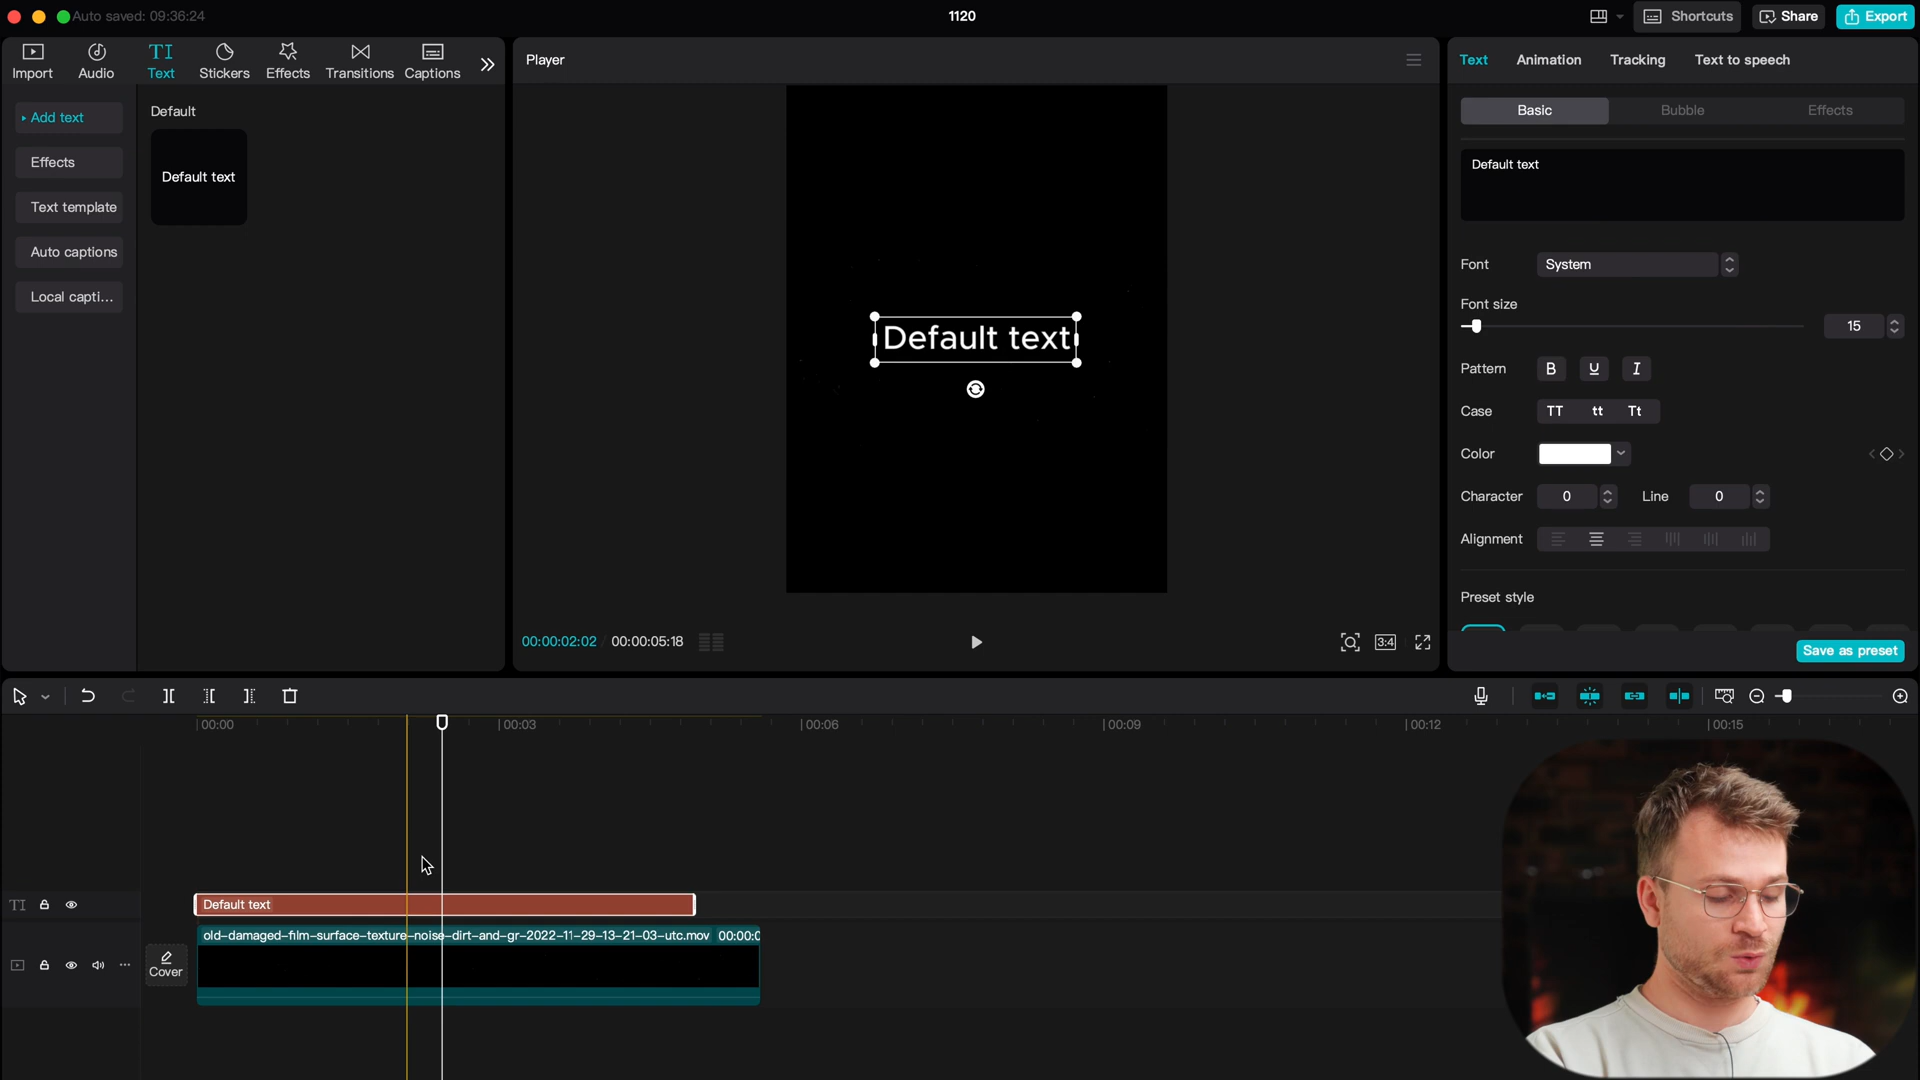 Auto saved: 09:36:24
1120
Shortcuts
Share
Export
Import
Audio
TI
Text
Stickers
Effects
Transitions
Captions
Add text
Effects
Text template
Auto captions
Local capti...
Default
Default text
Player
Default text
00:00:02:02 / 00:00:05:18
3:4
Text
Animation
Tracking
Text to speech
Basic
Bubble
Effects
Default text
Font
System
Font size
15
Pattern
B
U
I
Case
TT
tt
Tt
Color
Character
0
Line
0
Alignment
Preset style
Save as preset
00:00
00:03
00:06
00:09
00:12
00:15
TI
Default text
old-damaged-film-surface-texture-noise-dirt-and-gr-2022-11-29-13-21-03-utc.mov 00:00:0
Cover